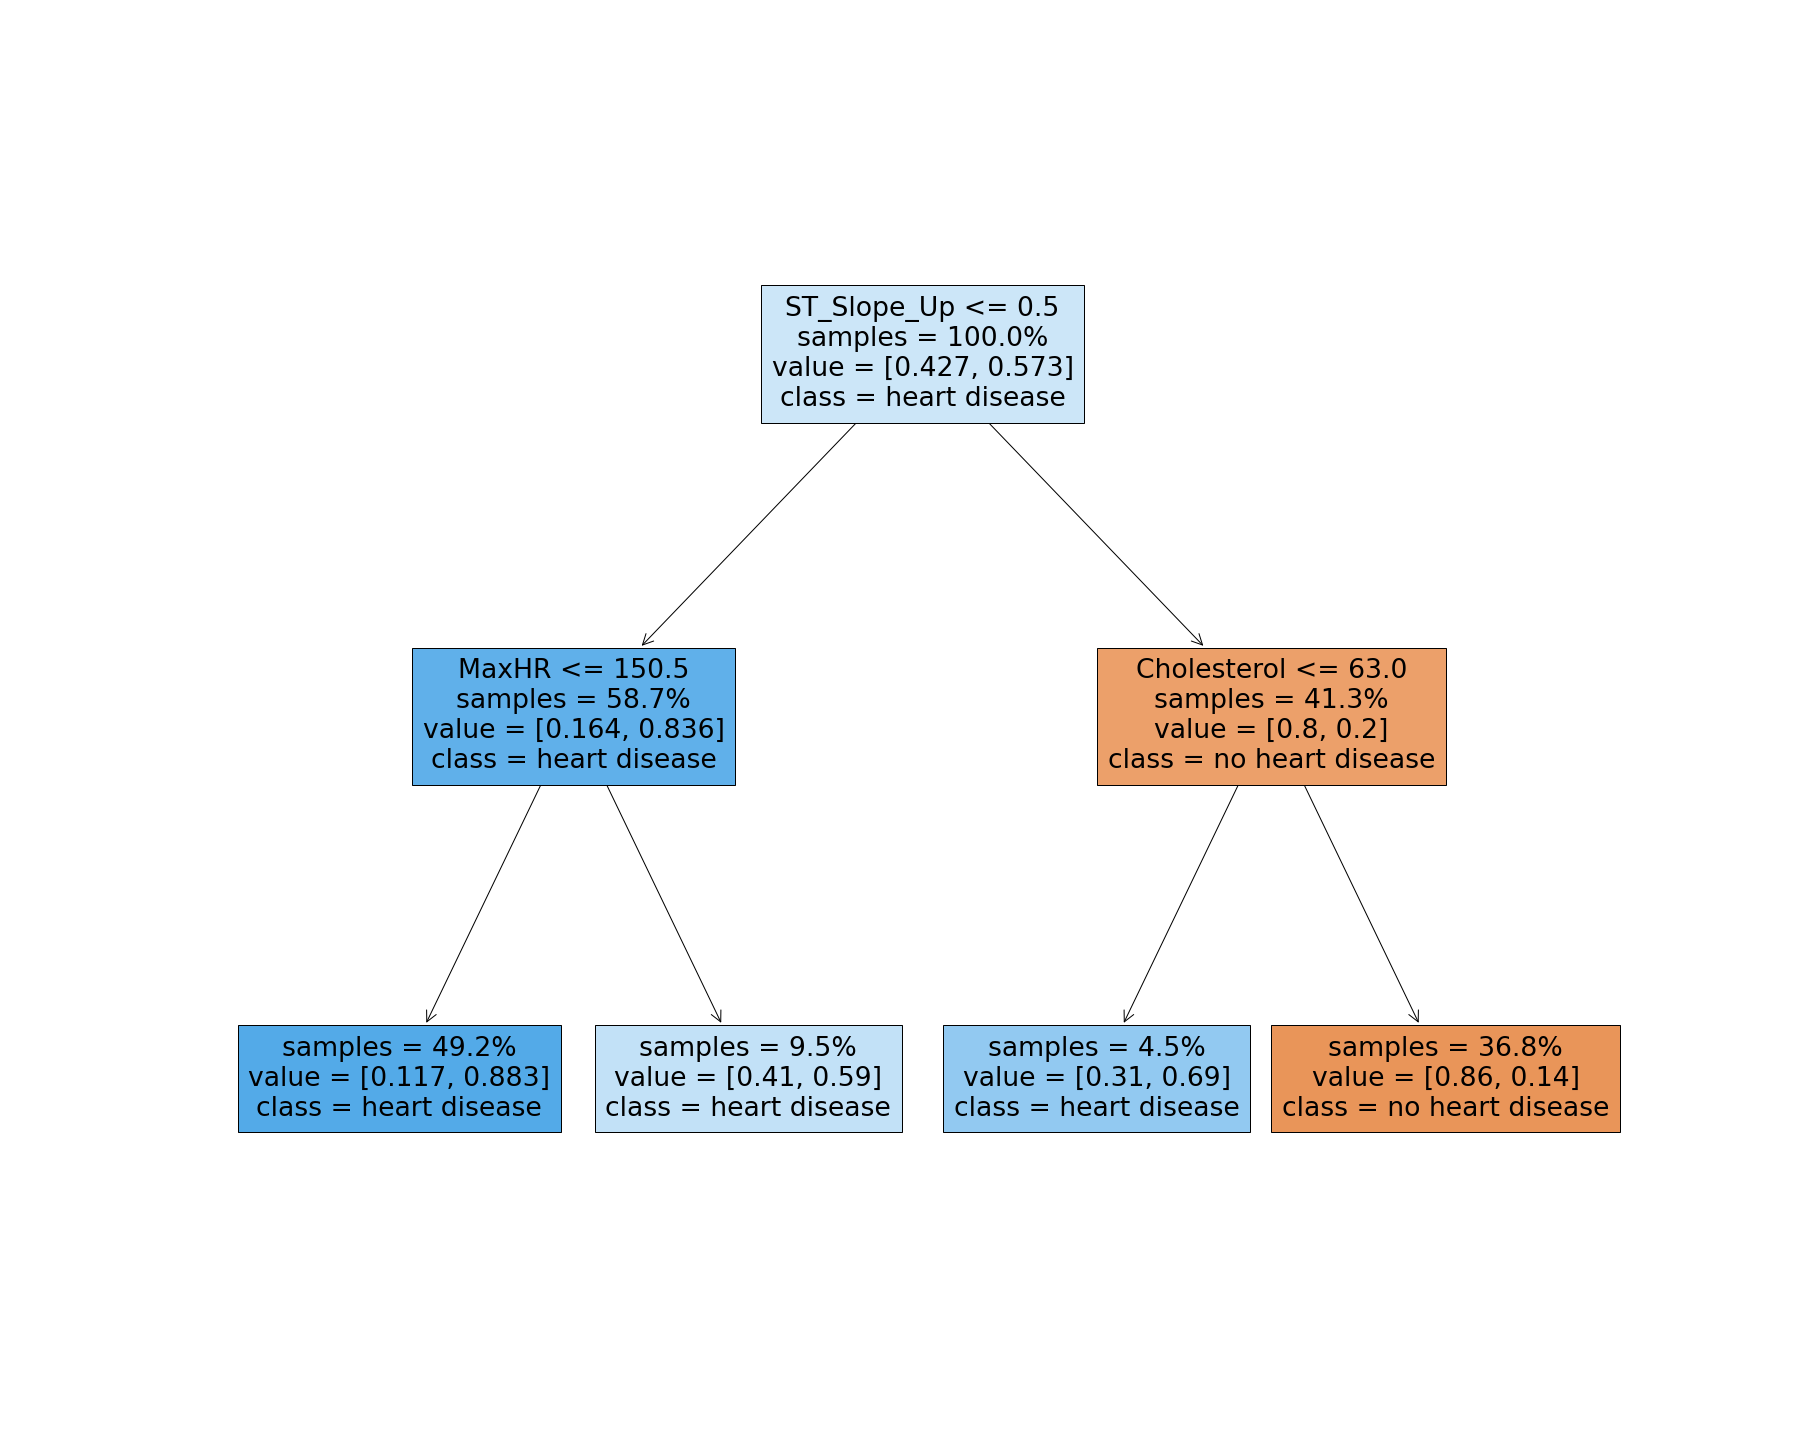 ST_Slope_Up <= 0.5
samples = 100.0%
value = [0.427, 0.573]
class = heart disease
MaxHR <= 150.5
samples = 58.7%
value = [0.164, 0.836]
class = heart disease
Cholesterol <= 63.0
samples = 41.3%
value = [0.8, 0.2]
class = no heart disease
samples = 49.2%
value = [0.117, 0.883]
class = heart disease
samples = 9.5%
value = [0.41, 0.59]
class = heart disease
samples = 4.5%
value = [0.31, 0.69]
class = heart disease
samples = 36.8%
value = [0.86, 0.14]
class = no heart disease